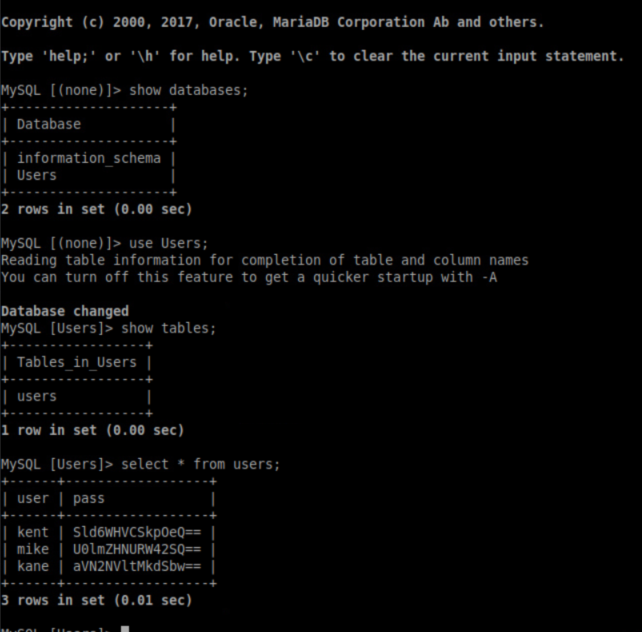 Copyright (c) 2000, 2017, Oracle, MariaDB Corporation Ab and others.
Type 'help;' or '\h' for help. Type '\c' to clear the current input statement.
MySQL [(none)]> show databases;
+--------------------+
| Database           |
+--------------------+
| information_schema |
| Users              |
+--------------------+
2 rows in set (0.00 sec)
MySQL [(none)]> use Users;
Reading table information for completion of table and column names
You can turn off this feature to get a quicker startup with -A
Database changed
MySQL [Users]> show tables;
+-----------------+
| Tables_in_Users |
+-----------------+
| users           |
+-----------------+
1 row in set (0.00 sec)
MySQL [Users]> select * from users;
+------+------------------+
| user | pass             |
+------+------------------+
| kent | Sld6WHVCSkpOeQ== |
| mike | U0lmZHNURW42SQ== |
| kane | aVN2NVltMkdSbw== |
+------+------------------+
3 rows in set (0.01 sec)
MySQL [Users]>